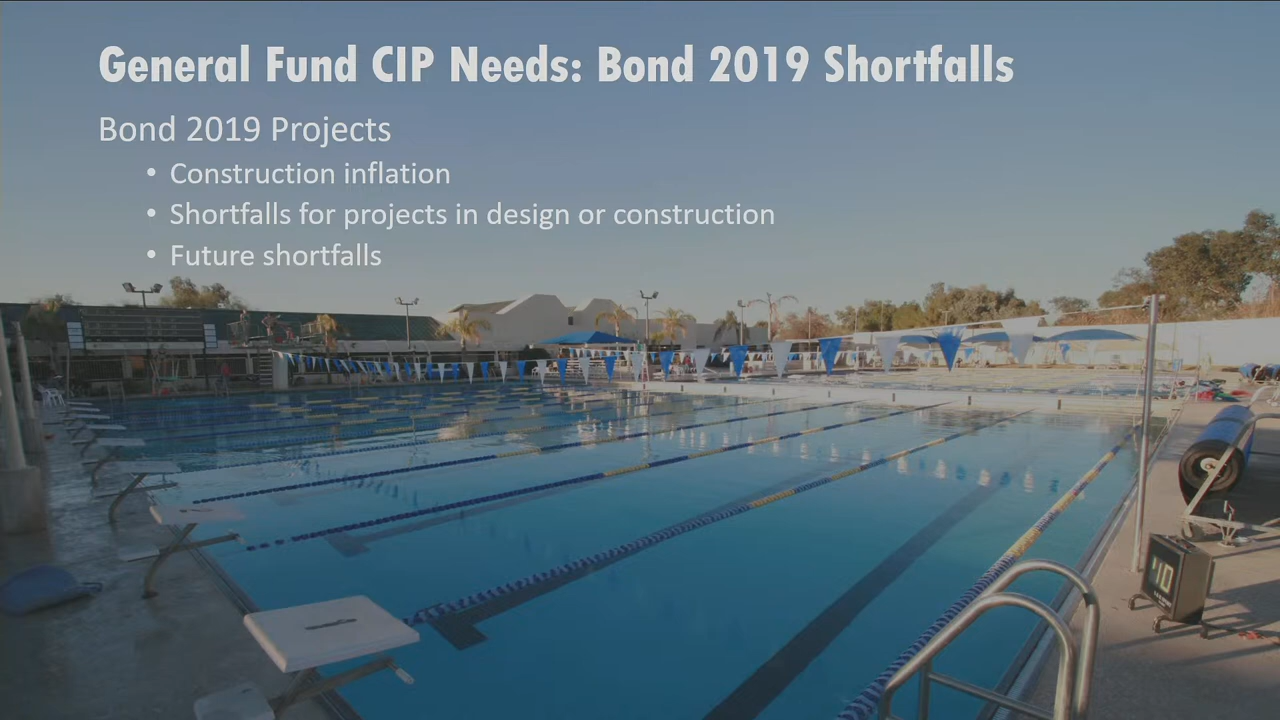 General Fund CIP Needs: Bond 2019 Shortfalls
Bond 2019 Projects
• Construction inflation
• Shortfalls for projects in design or construction
• Future shortfalls